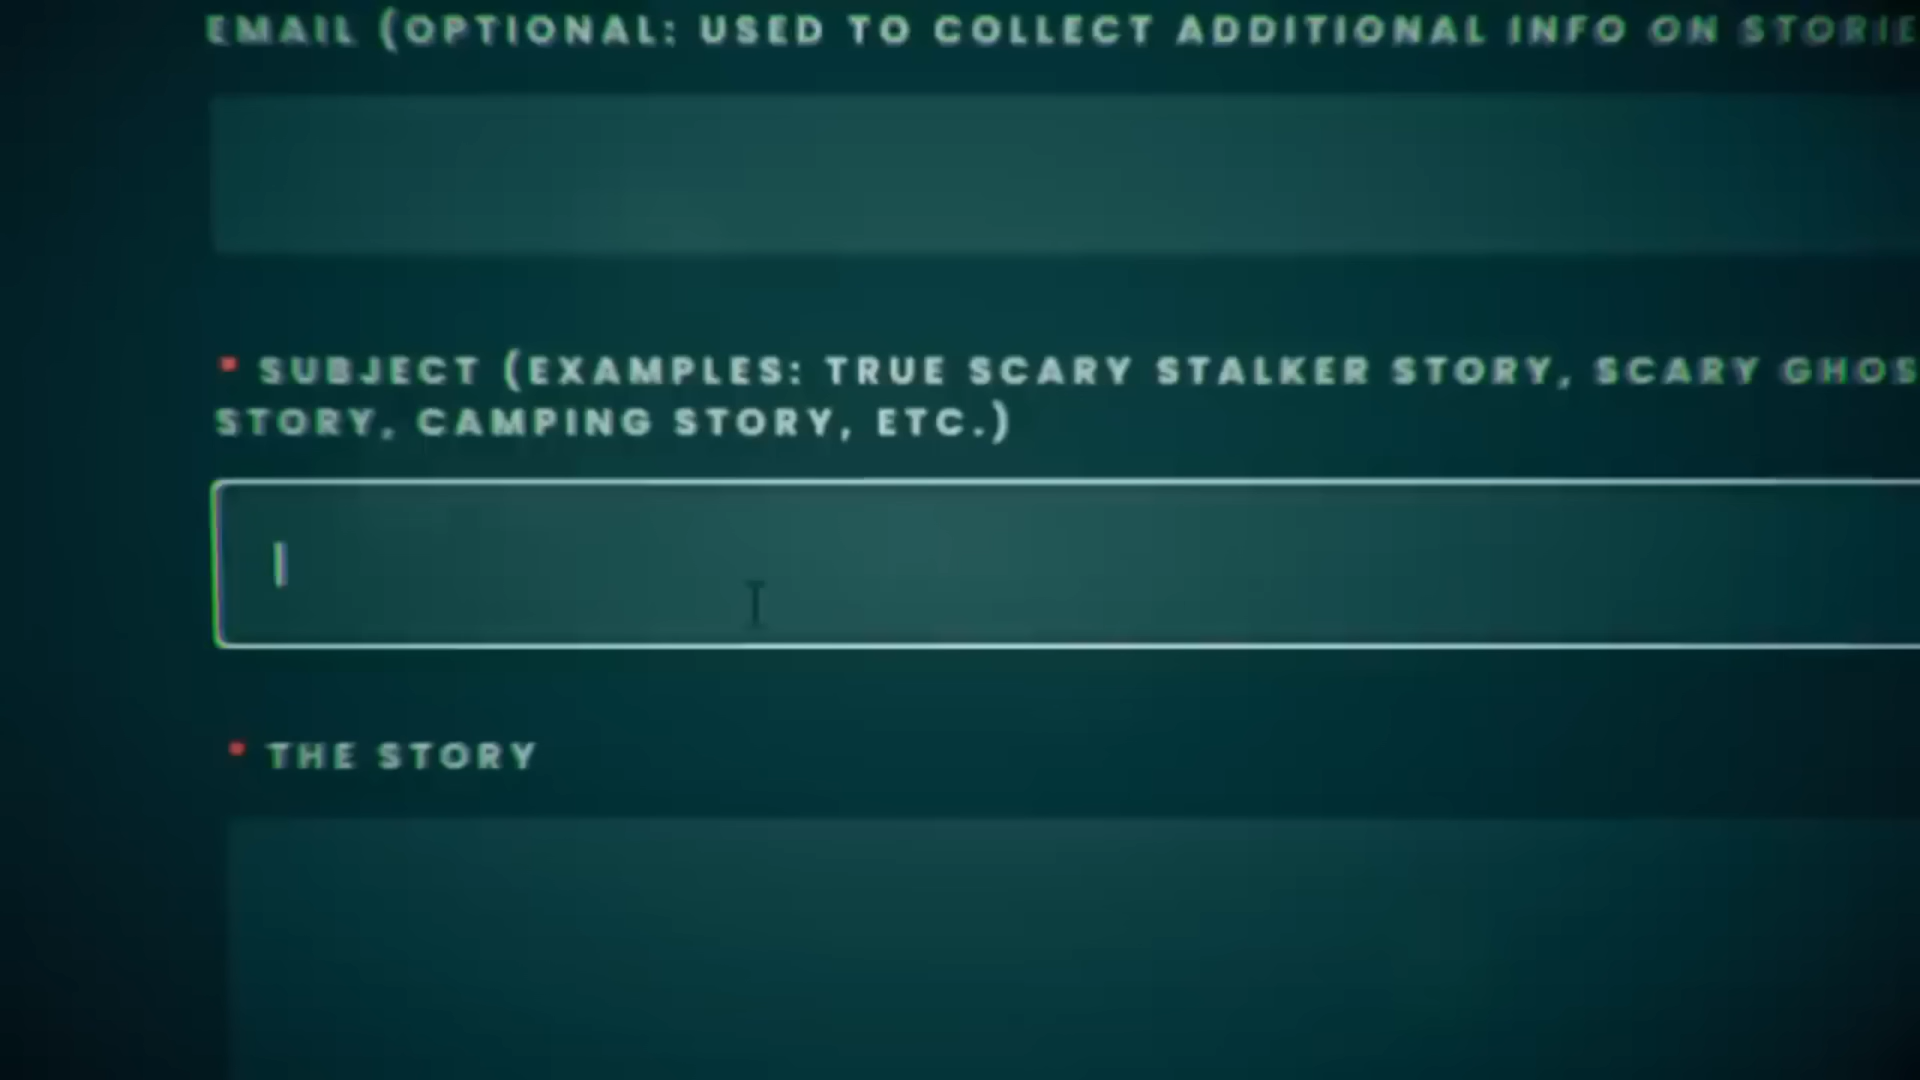 EMAIL (OPTIONAL: USED TO COLLECT ADDITIONAL INFO ON
* SUBJECT (EXAMPLES: TRUE SCARY STALKER STORY, SCARY
STORY, CAMPING STORY, ETC.)
* THE STORY